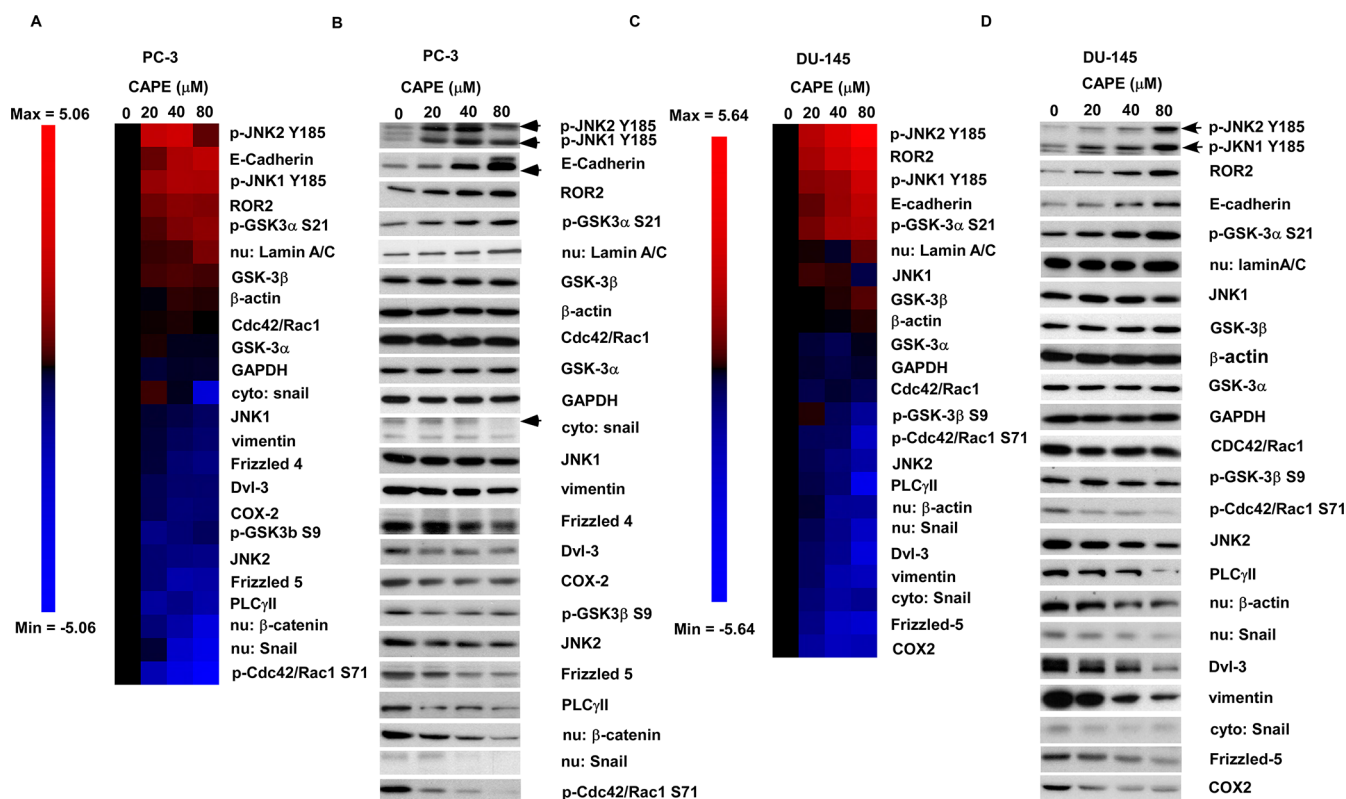 A
PC-3
CAPE (μM)
0 20 40 80
Max = 5.06
Min = -5.06
p-JNK2 Y185
E-Cadherin
p-JNK1 Y185
ROR2
p-GSK3α S21
nu: Lamin A/C
GSK-3β
β-actin
Cdc42/Rac1
GSK-3α
GAPDH
cyto: snail
JNK1
vimentin
Frizzled 4
Dvl-3
COX-2
p-GSK3b S9
JNK2
Frizzled 5
PLCγII
nu: β-catenin
nu: Snail
p-Cdc42/Rac1 S71
B
PC-3
CAPE (μM)
0 20 40 80
p-JNK2 Y185
p-JNK1 Y185
E-Cadherin
ROR2
p-GSK3α S21
nu: Lamin A/C
GSK-3β
β-actin
Cdc42/Rac1
GSK-3α
GAPDH
cyto: snail
JNK1
vimentin
Frizzled 4
Dvl-3
COX-2
p-GSK3β S9
JNK2
Frizzled 5
PLCγII
nu: β-catenin
nu: Snail
p-Cdc42/Rac1 S71
C
DU-145
CAPE (μM)
0 20 40 80
Max = 5.64
Min = -5.64
p-JNK2 Y185
ROR2
p-JNK1 Y185
E-cadherin
p-GSK-3α S21
nu: Lamin A/C
JNK1
GSK-3β
β-actin
GSK-3α
GAPDH
Cdc42/Rac1
p-GSK-3β S9
p-Cdc42/Rac1 S71
JNK2
PLCγII
nu: β-actin
nu: Snail
Dvl-3
vimentin
cyto: Snail
Frizzled-5
COX2
D
DU-145
CAPE (μM)
0 20 40 80
p-JNK2 Y185
p-JKN1 Y185
ROR2
E-cadherin
p-GSK-3α S21
nu: laminA/C
JNK1
GSK-3β
β-actin
GSK-3α
GAPDH
CDC42/Rac1
p-GSK-3β S9
p-Cdc42/Rac1 S71
JNK2
PLCγII
nu: β-actin
nu: Snail
Dvl-3
vimentin
cyto: Snail
Frizzled-5
COX2